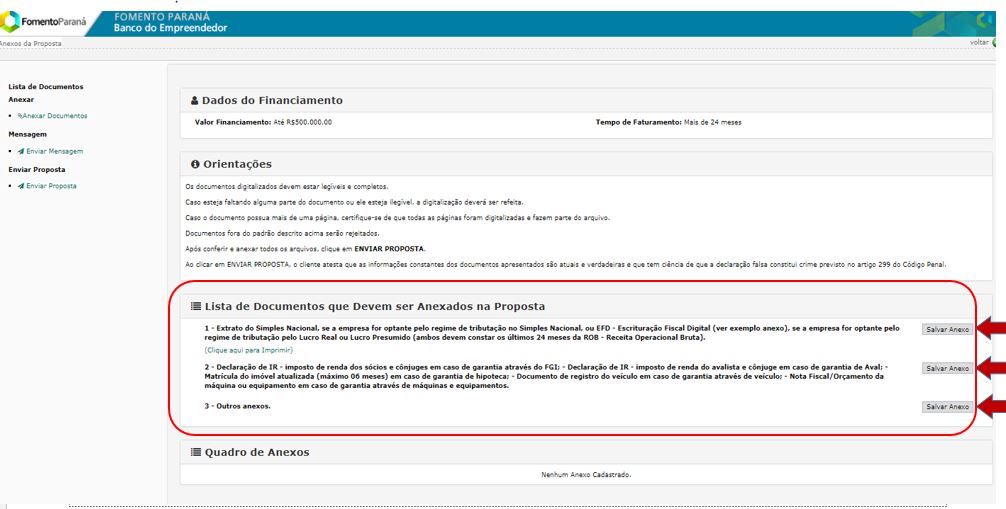 FomentoParaná
FOMENTO PARANÁ
Banco do Empreendedor
Anexos da Proposta
voltar
Lista de Documentos
Anexar
Anexar Documentos
Mensagem
Enviar Mensagem
Enviar Proposta
Enviar Proposta
Dados do Financiamento
Valor Financiamento: Até R$500.000,00
Tempo de Faturamento: Mais de 24 meses
Orientações
Os documentos digitalizados devem estar legíveis e completos.
Caso esteja faltando alguma parte do documento ou ele esteja ilegível, a digitalização deverá ser refeita.
Caso o documento possua mais de uma página, certifique-se de que todas as páginas foram digitalizadas e fazem parte do arquivo.
Documentos fora do padrão descrito acima serão rejeitados.
Após conferir e anexar todos os arquivos, clique em ENVIAR PROPOSTA.
Ao clicar em ENVIAR PROPOSTA, o cliente atesta que as informações constantes dos documentos apresentados são atuais e verdadeiras e que tem ciência de que a declaração falsa constitui crime previsto no artigo 299 do Código Penal.
Lista de Documentos que Devem ser Anexados na Proposta
1 - Extrato do Simples Nacional, se a empresa for optante pelo regime de tributação no Simples Nacional, ou EFD - Escrituração Fiscal Digital (ver exemplo anexo), se a empresa for optante pelo
regime de tributação pelo Lucro Real ou Lucro Presumido (ambos devem constar os últimos 24 meses da ROB - Receita Operacional Bruta).
Salvar Anexo
(Clique aqui para Imprimir)
2 - Declaração de IR - imposto de renda dos sócios e cônjuges em caso de garantia através do FGI; - Declaração de IR - imposto de renda do avalista e cônjuge em caso de garantia de Aval; -
Matrícula do imóvel atualizada (máximo 06 meses) em caso de garantia de hipoteca; - Documento de registro do veículo em caso de garantia através de veículo; - Nota Fiscal/Orçamento da
máquina ou equipamento em caso de garantia através de máquinas e equipamentos.
Salvar Anexo
3 - Outros anexos.
Salvar Anexo
Quadro de Anexos
Nenhum Anexo Cadastrado.